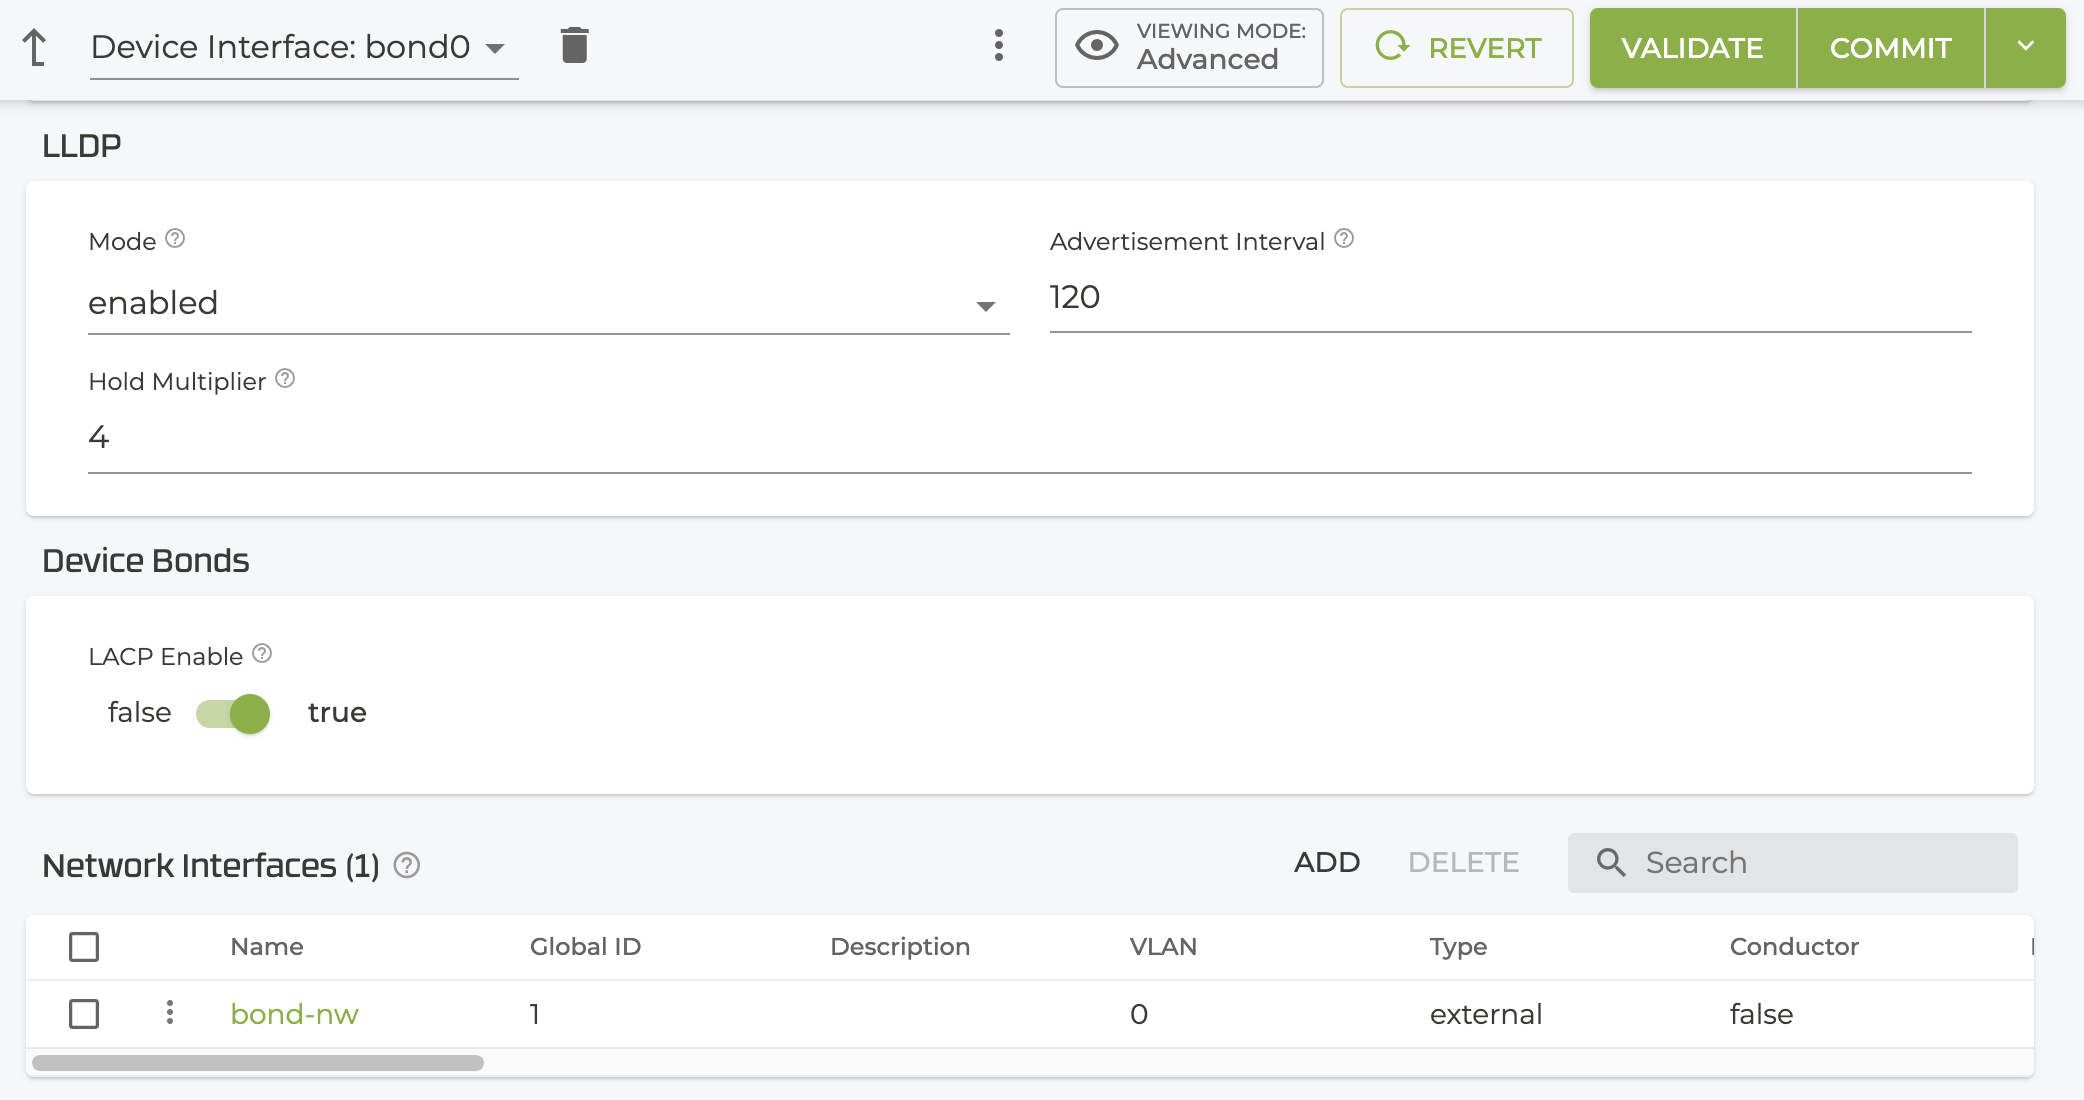 Device Interface: bond0
VIEWING MODE:
Advanced
REVERT
VALIDATE
COMMIT
LLDP
Mode
Advertisement Interval
enabled
120
Hold Multiplier
4
Device Bonds
LACP Enable
false true
Network Interfaces (1)
ADD
DELETE
Search
Name Global ID Description VLAN Type Conductor
bond-nw 1 0 external false